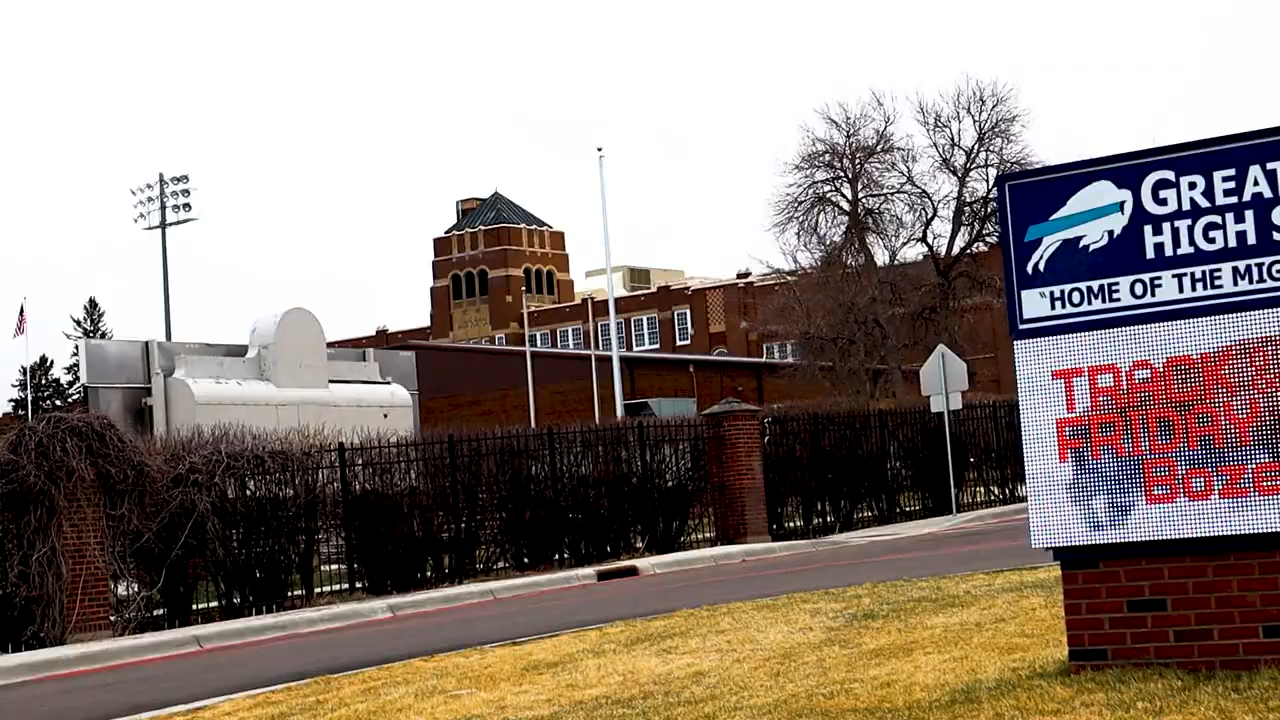 GREAT
HIGH S
"HOME OF THE MIG
TRACK @
FRIDAY
Boze